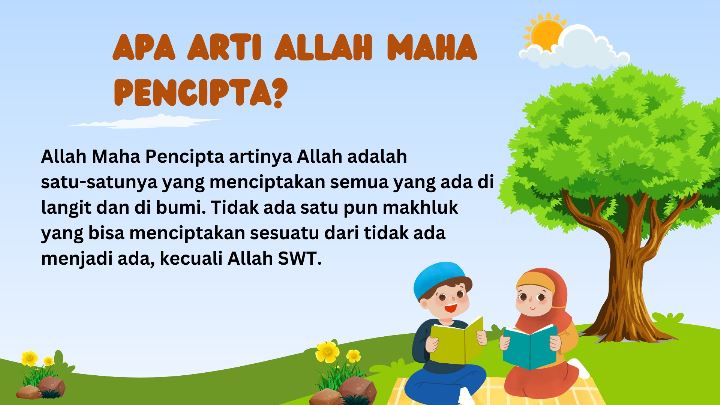 APA ARTI ALLAH MAHA
PENCIPTA?
Allah Maha Pencipta artinya Allah adalah
satu-satunya yang menciptakan semua yang ada di
langit dan di bumi. Tidak ada satu pun makhluk
yang bisa menciptakan sesuatu dari tidak ada
menjadi ada, kecuali Allah SWT.